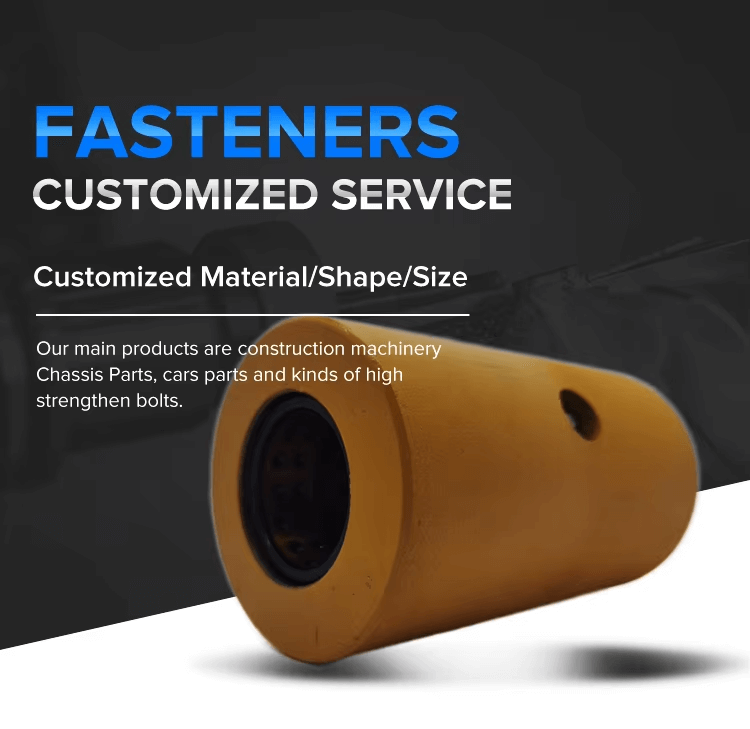 FASTENERS
CUSTOMIZED SERVICE
Customized Material/Shape/Size
Our main products are construction machinery
Chassis Parts, cars parts and kinds of high
strengthen bolts.